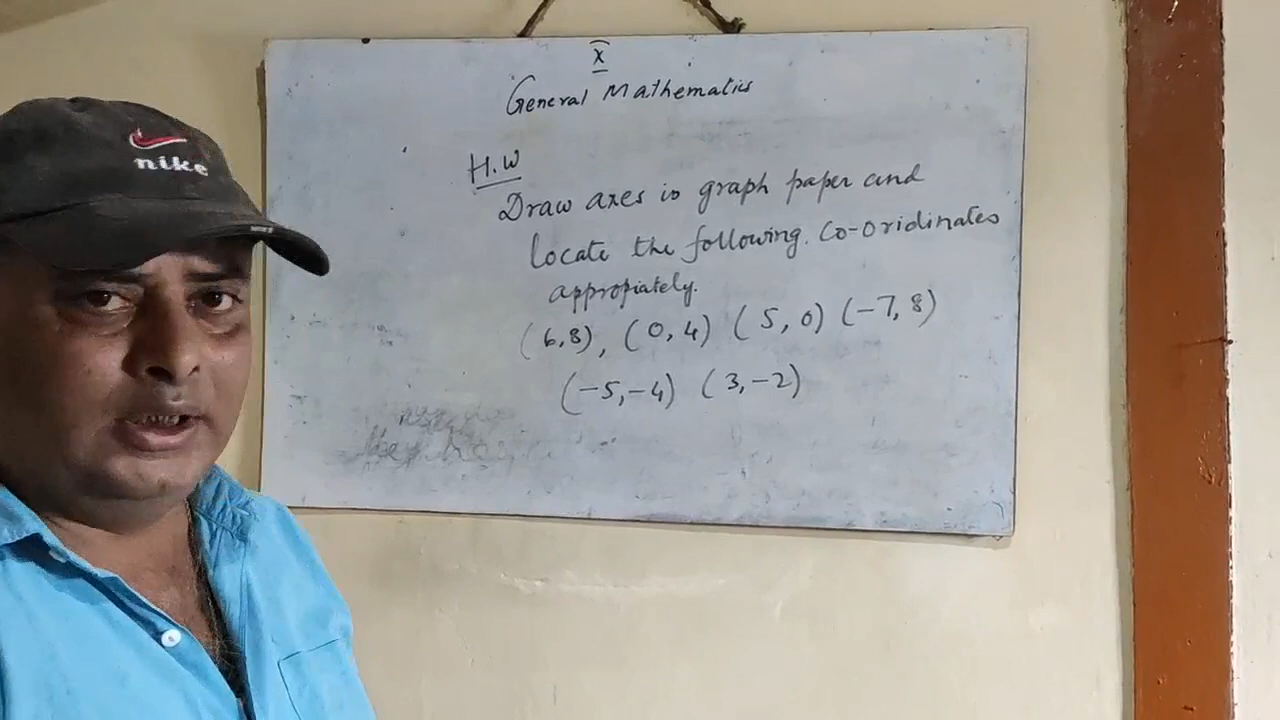 nike
X
General Mathematics
H.W
Draw axes in graph paper and
locate the following. Co-oridinates
appropiately.
(6,8), (0,4) (5,0) (-7,8)
(-5,-4) (3,-2)